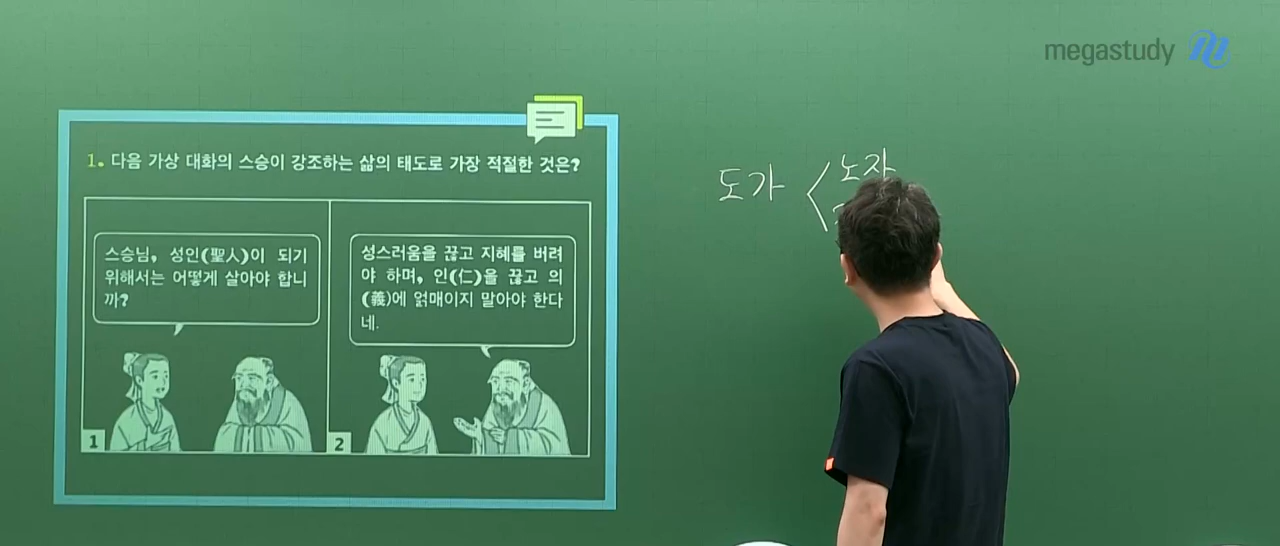 megastudy
1. 다음 가상 대화의 스승이 강조하는 삶의 태도로 가장 적절한 것은?
스승님, 성인(聖人)이 되기
위해서는 어떻게 살아야 합니
까?
1
성스러움을 끊고 지혜를 버려
야 하며, 인(仁)을 끊고 의
(義)에 얽매이지 말아야 한다
네.
2
도가 노자